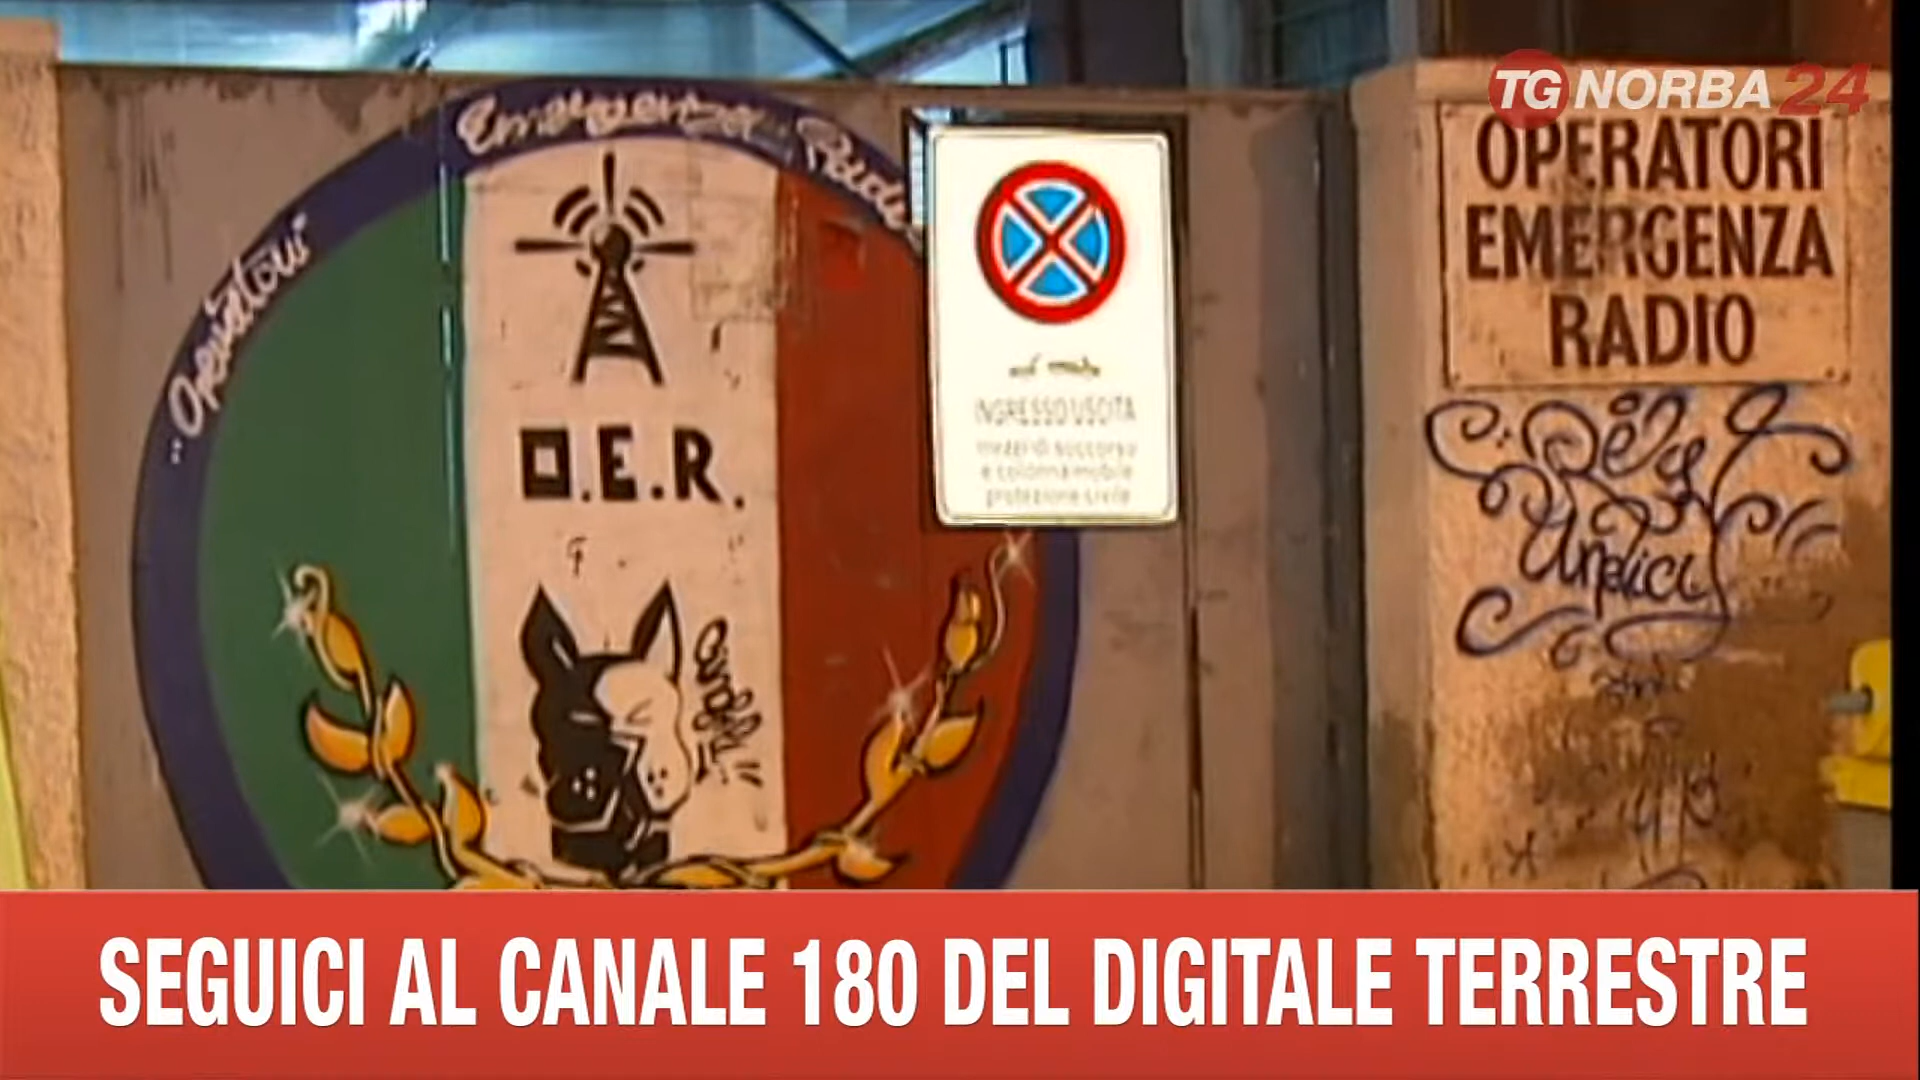 TG NORBA 24
OPERATORI
EMERGENZA
RADIO
..Operatori Emergenza Radio
O.E.R.
INGRESSO USCITA
mezzi di soccorso
e colonna mobile
protezione civile
SEGUICI AL CANALE 180 DEL DIGITALE TERRESTRE